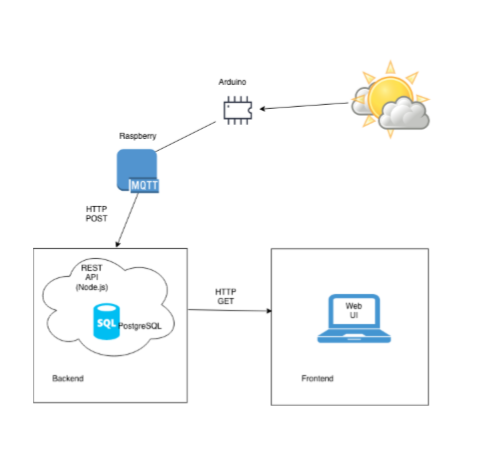 Arduino
Raspberry
MQTT
HTTP
POST
REST
API
(Node.js)
SQL
PostgreSQL
Backend
HTTP
GET
Web
UI
Frontend